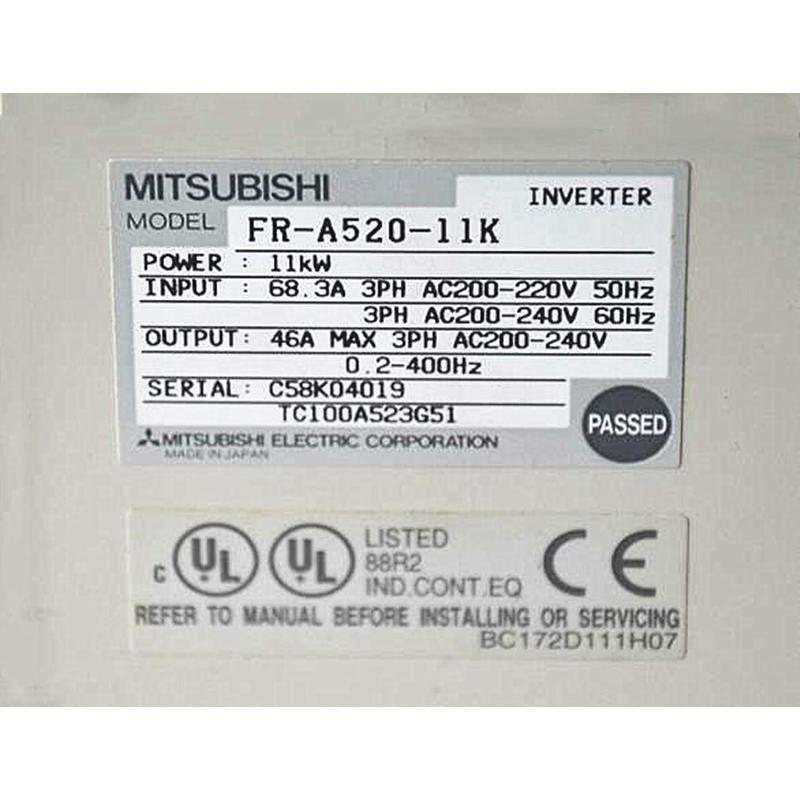 MITSUBISHI INVERTER
MODEL FR-A520-11K
POWER : 11kW
INPUT : 68.3A 3PH AC200-220V 50Hz
3PH AC200-240V 60Hz
OUTPUT: 46A MAX 3PH AC200-240V
0.2-400Hz
SERIAL: C58K04019
TC100A523G51
PASSED
MITSUBISHI ELECTRIC CORPORATION
MADE IN JAPAN
c UL UL LISTED CE
88R2
IND.CONT.EQ
REFER TO MANUAL BEFORE INSTALLING OR SERVICING
BC172D111H07